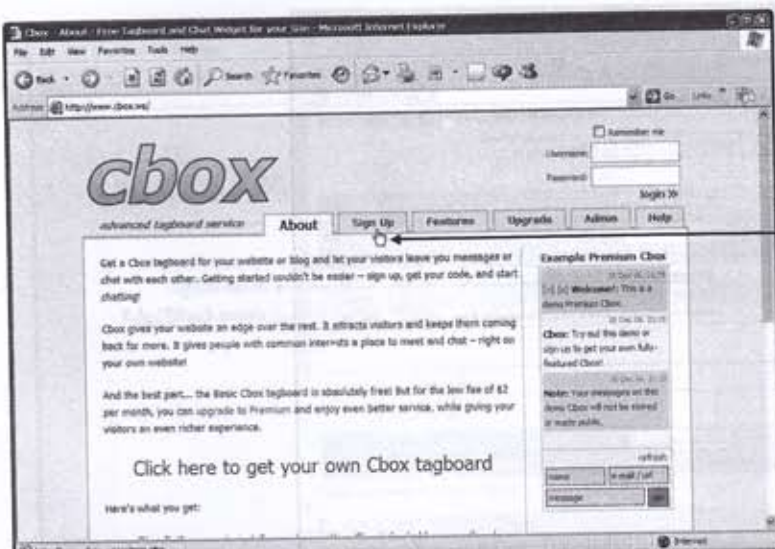 Cbox - About - Free Tagboard and Chat Widget for your site - Microsoft Internet Explorer
File Edit View Favorites Tools Help
Back Search Favorites
Address http://www.cbox.ws/ Go Links
Remember me
Username:
Password:
login »
cbox
advanced tagboard service
About Sign Up Features Upgrade Admin Help
Get a Cbox tagboard for your website or blog and let your visitors leave you messages or
chat with each other. Getting started couldn't be easier – sign up, get your code, and start
chatting!
Cbox gives your website an edge over the rest. It attracts visitors and keeps them coming
back for more. It gives people with common interests a place to meet and chat – right on
your own website!
And the best part... the Basic Cbox tagboard is absolutely free! But for the low fee of $2
per month, you can upgrade to Premium and enjoy even better service, while giving your
visitors an even richer experience.
Click here to get your own Cbox tagboard
Here's what you get:
Example Premium Cbox
Welcome!: This is a
demo Premium Cbox.
Cbox: Try out this demo or
sign up to get your own fully-
featured Cbox!
Note: Your messages on this
demo Cbox will not be stored
or made public.
refresh
name e-mail / url
message
Internet